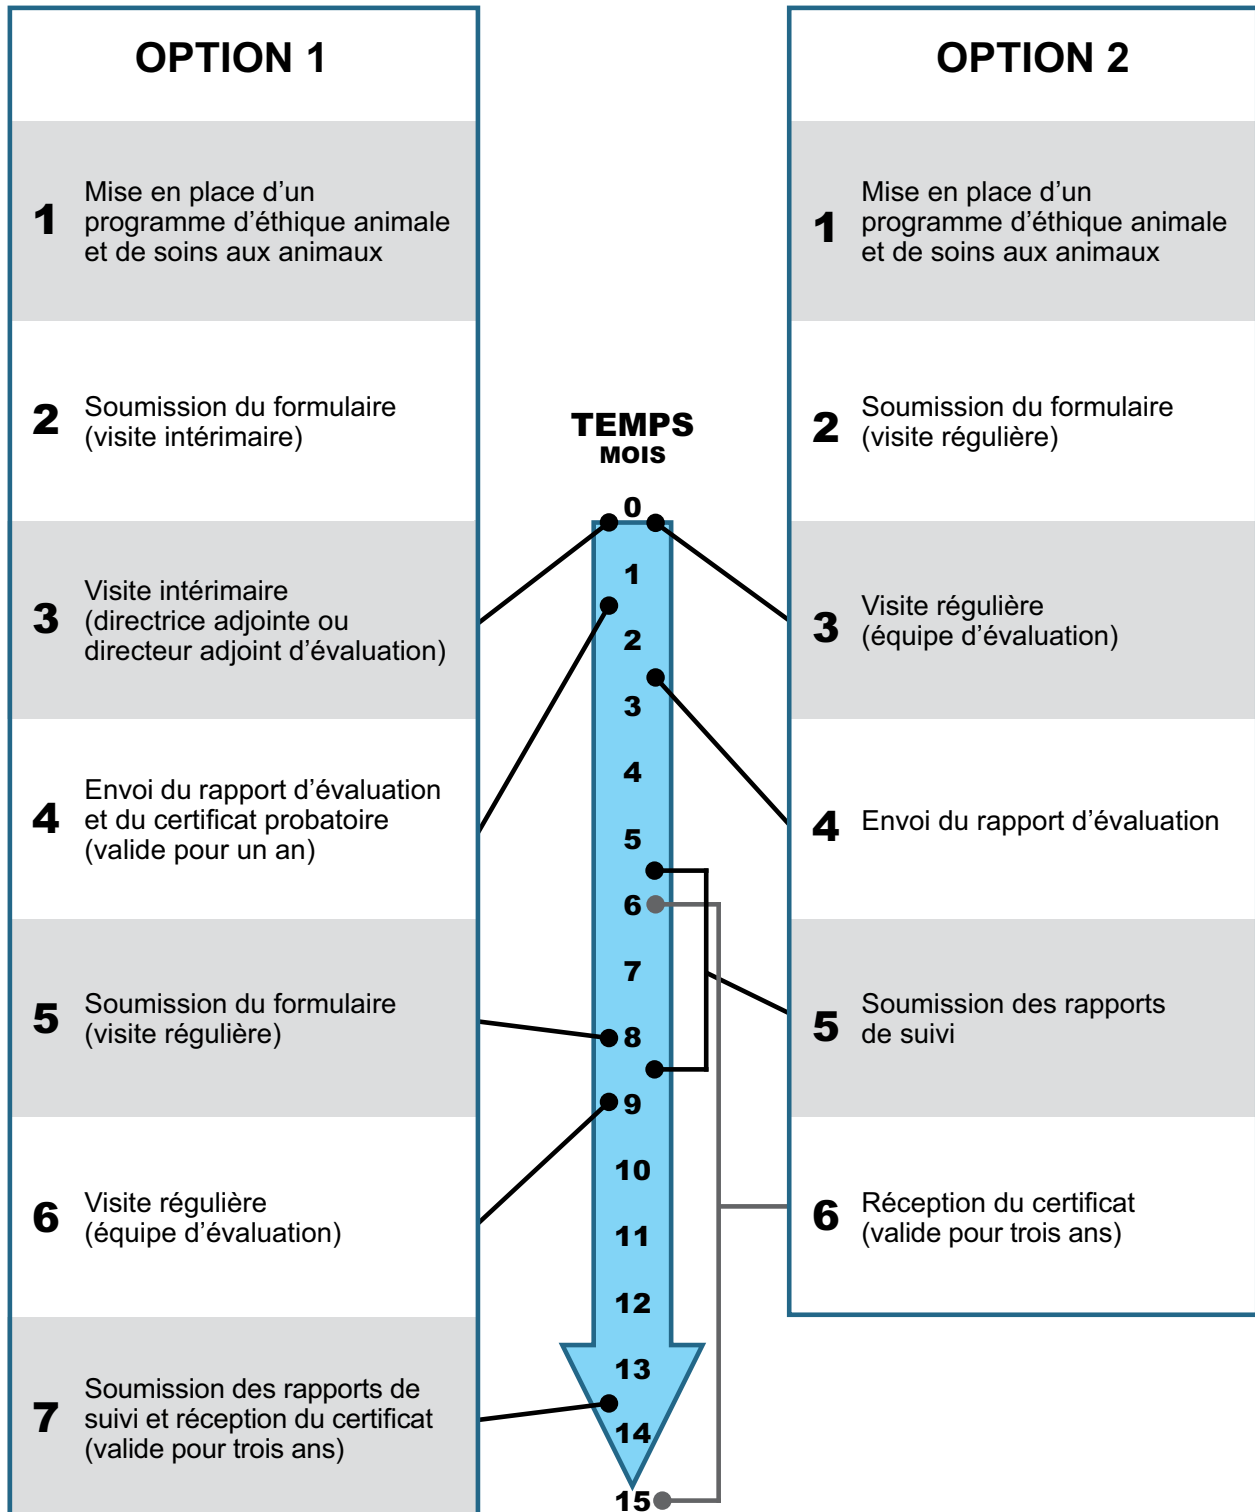 OPTION 1
1
Mise en place d’un
programme d’éthique animale
et de soins aux animaux
2
Soumission du formulaire
(visite intérimaire)
3
Visite intérimaire
(directrice adjointe ou
directeur adjoint d’évaluation)
4
Envoi du rapport d’évaluation
et du certificat probatoire
(valide pour un an)
5
Soumission du formulaire
(visite régulière)
6
Visite régulière
(équipe d’évaluation)
7
Soumission des rapports de
suivi et réception du certificat
(valide pour trois ans)
TEMPS
MOIS
0
1
2
3
4
5
6
7
8
9
10
11
12
13
14
15
OPTION 2
1
Mise en place d’un
programme d’éthique animale
et de soins aux animaux
2
Soumission du formulaire
(visite régulière)
3
Visite régulière
(équipe d’évaluation)
4
Envoi du rapport d’évaluation
5
Soumission des rapports
de suivi
6
Réception du certificat
(valide pour trois ans)